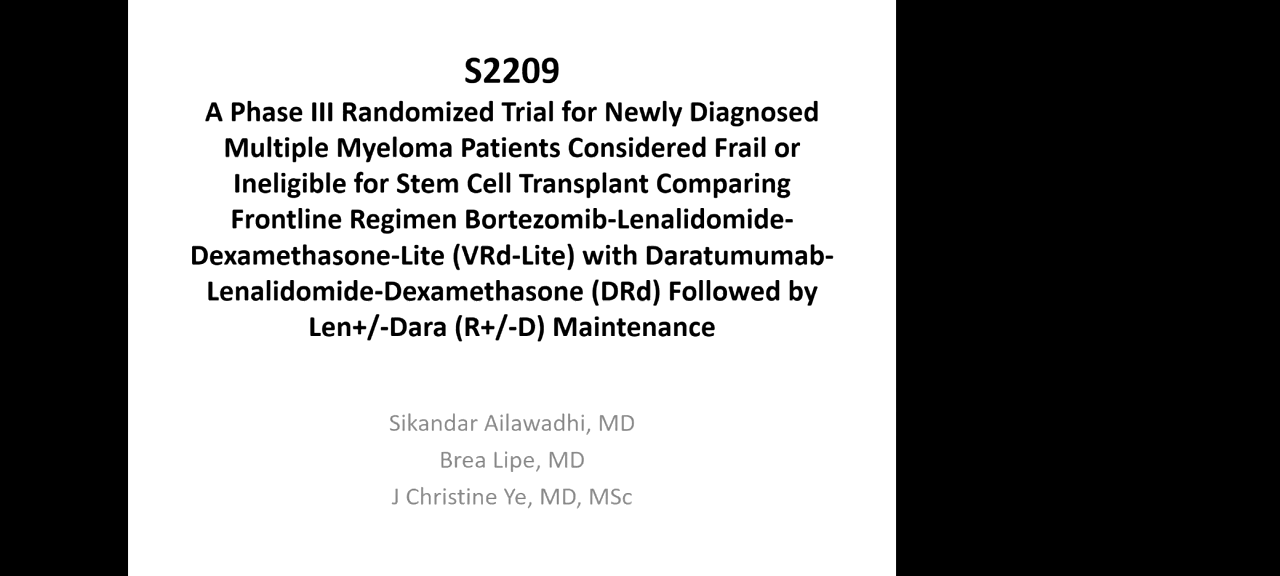 S2209
A Phase III Randomized Trial for Newly Diagnosed
Multiple Myeloma Patients Considered Frail or
Ineligible for Stem Cell Transplant Comparing
Frontline Regimen Bortezomib-Lenalidomide-
Dexamethasone-Lite (VRd-Lite) with Daratumumab-
Lenalidomide-Dexamethasone (DRd) Followed by
Len+/-Dara (R+/-D) Maintenance
Sikandar Ailawadhi, MD
Brea Lipe, MD
J Christine Ye, MD, MSc